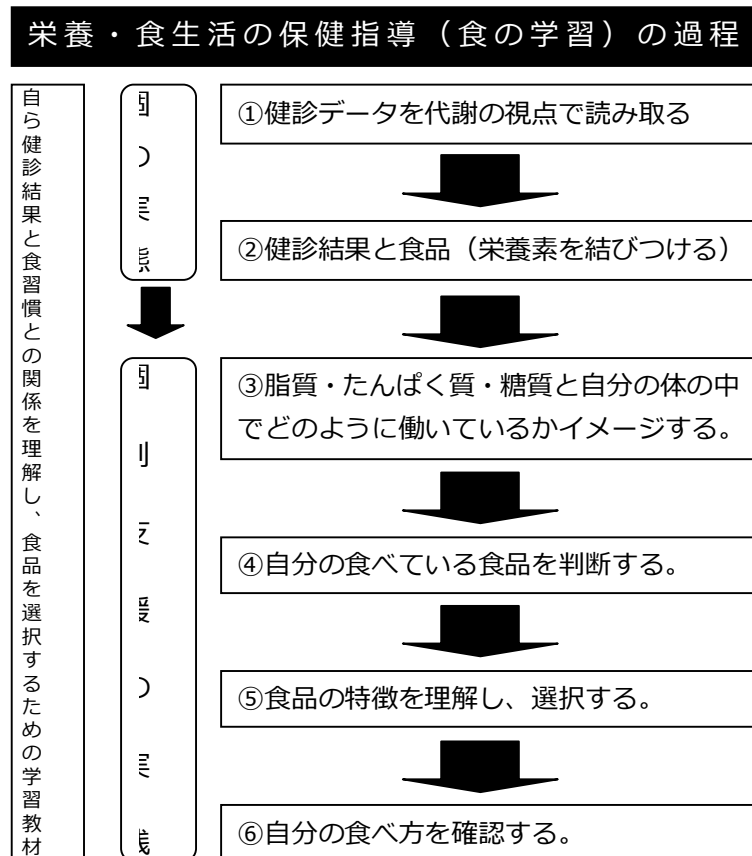 栄養・食生活の保健指導（食の学習）の過程
自ら健診結果と食習慣との関係を理解し、食品を選択するための学習教材
①健診データを代謝の視点で読み取る
②健診結果と食品（栄養素を結びつける）
③脂質・たんぱく質・糖質と自分の体の中
でどのように働いているかイメージする。
④自分の食べている食品を判断する。
⑤食品の特徴を理解し、選択する。
⑥自分の食べ方を確認する。